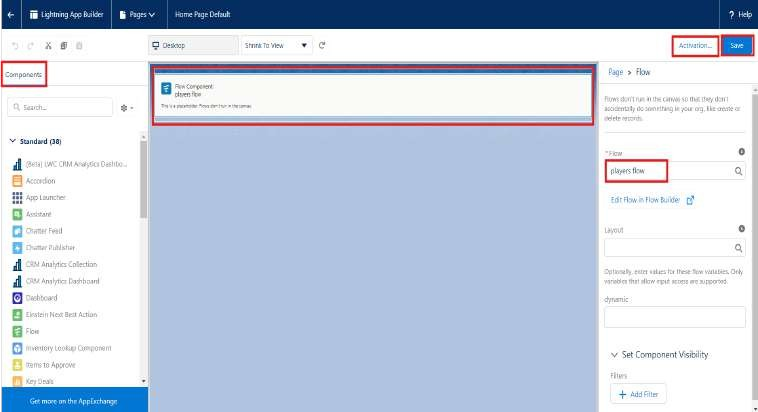 Lightning App Builder
Pages
Home Page Default
? Help
Desktop
Shrink To View
Activation...
Save
Components
Search...
Standard (38)
(Beta) LWC CRM Analytics Dashbo...
Accordion
App Launcher
Assistant
Chatter Feed
Chatter Publisher
CRM Analytics Collection
CRM Analytics Dashboard
Dashboard
Einstein Next Best Action
Flow
Inventory Lookup Component
Items to Approve
Key Deals
Get more on the AppExchange
Flow Component:
players flow
This is a placeholder. Flows don't run in the canvas.
Page > Flow
Flows don't run in the canvas so that they don't
accidentally do something in your org, like create or
delete records.
*Flow
players flow
Edit Flow in Flow Builder
Layout
Optionally, enter values for these flow variables. Only
variables that allow input access are supported.
dynamic
Set Component Visibility
Filters
+ Add Filter